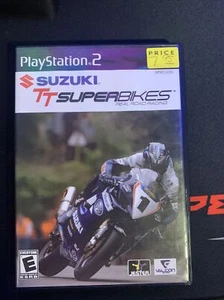 PlayStation 2
PRICE
SUZUKI
TT SUPERBIKES
REAL ROAD RACING
1
E
JESTER
VALCON